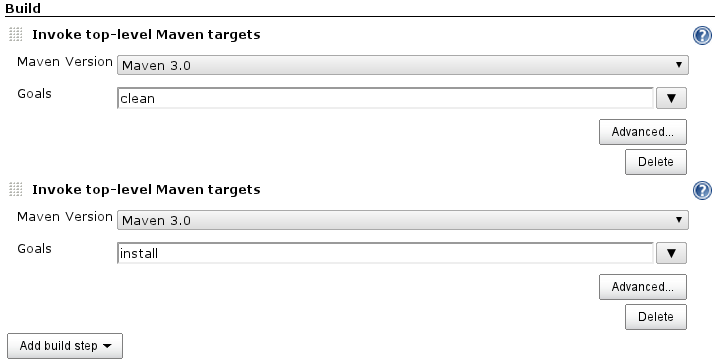 Build
Invoke top-level Maven targets
Maven Version Maven 3.0
Goals clean
Advanced...
Delete
Invoke top-level Maven targets
Maven Version Maven 3.0
Goals install
Advanced...
Delete
Add build step